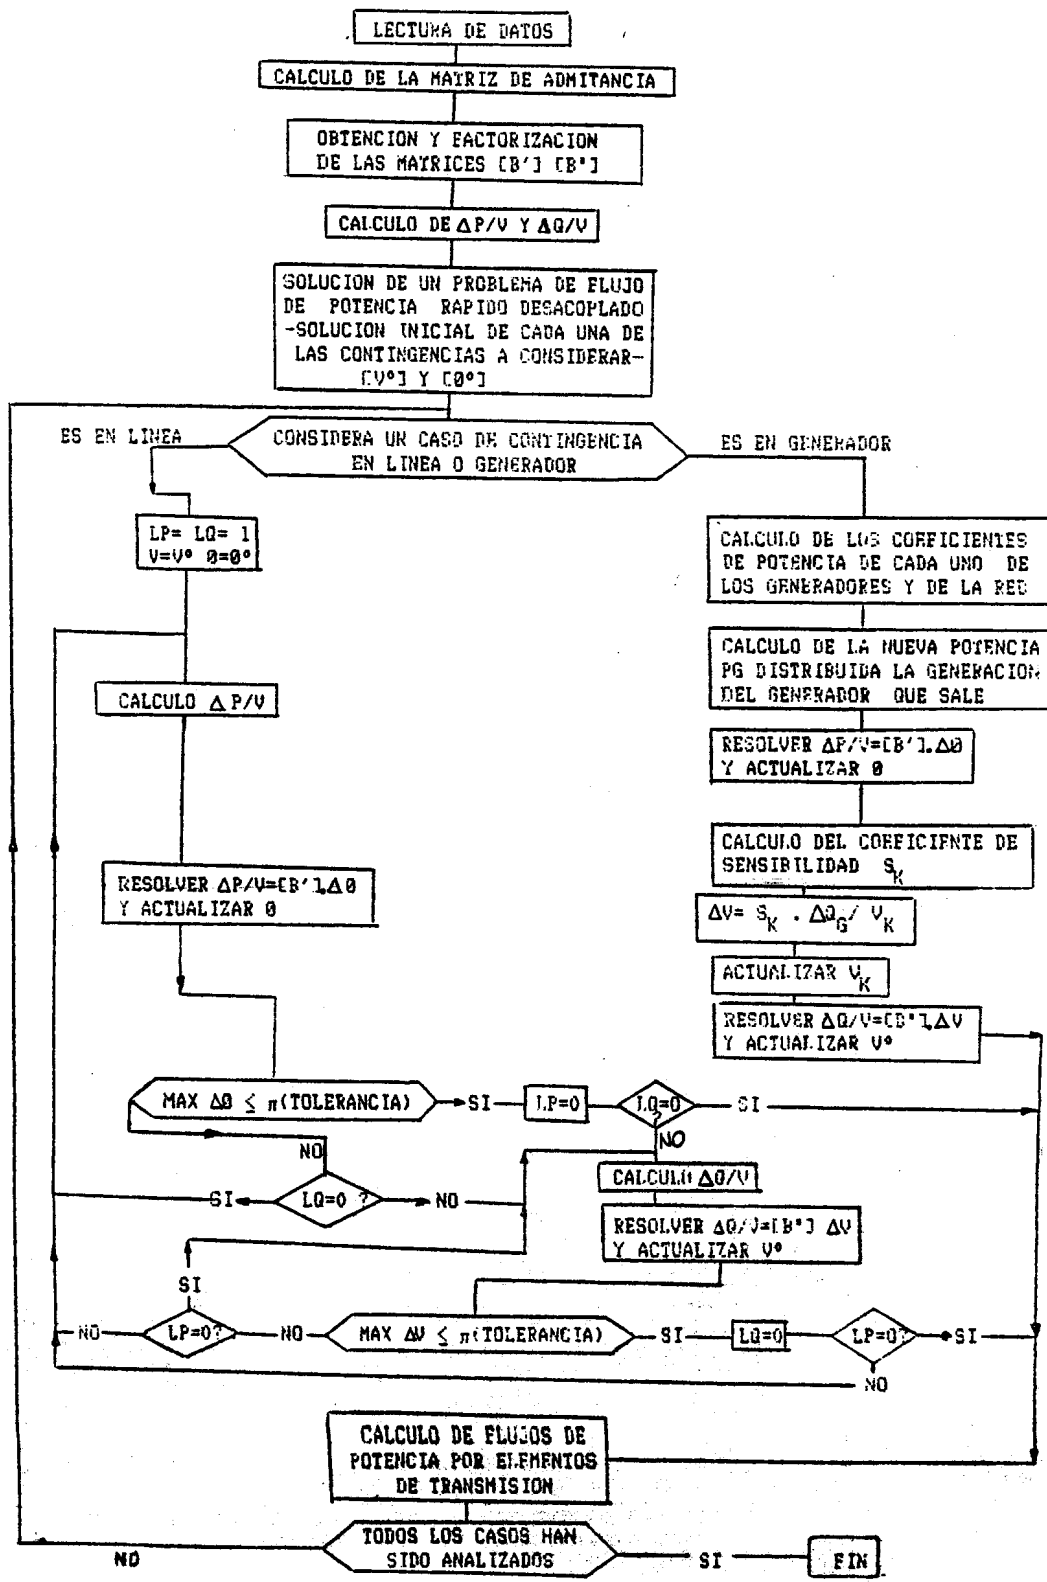 LECTURA DE DATOS
CALCULO DE LA MATRIZ DE ADMITANCIA
OBTENCION Y FACTORIZACION
DE LAS MATRICES [B'] [B"]
CALCULO DE ΔP/V Y ΔQ/V
SOLUCION DE UN PROBLEMA DE FLUJO
DE POTENCIA RAPIDO DESACOPLADO
-SOLUCION INICIAL DE CADA UNA DE
LAS CONTINGENCIAS A CONSIDERAR-
[V°] Y [θ°]
ES EN LINEA
CONSIDERA UN CASO DE CONTINGENCIA
EN LINEA O GENERADOR
ES EN GENERADOR
LP= LQ= 1
V=V° θ=θ°
CALCULO DE LOS COEFICIENTES
DE POTENCIA DE CADA UNO DE
LOS GENERADORES Y DE LA RED
CALCULO DE LA NUEVA POTENCIA
PG DISTRIBUIDA LA GENERACION
DEL GENERADOR QUE SALE
CALCULO ΔP/V
RESOLVER ΔP/V=[B'].Δθ
Y ACTUALIZAR θ
CALCULO DEL COEFICIENTE DE
SENSIBILIDAD S_K
RESOLVER ΔP/V=[B'].Δθ
Y ACTUALIZAR θ
ΔV= S_K . ΔQ_G / V_K
ACTUALIZAR V_K
RESOLVER ΔQ/V=[B"].ΔV
Y ACTUALIZAR V°
MAX Δθ ≤ π(TOLERANCIA)
SI
LP=0
LQ=0
?
SI
NO
NO
CALCULO ΔQ/V
SI
LQ=0 ?
NO
RESOLVER ΔQ/V=[B"] ΔV
Y ACTUALIZAR V°
SI
NO
LP=0?
NO
MAX ΔV ≤ π(TOLERANCIA)
SI
LQ=0
LP=0?
SI
NO
CALCULO DE FLUJOS DE
POTENCIA POR ELEMENTOS
DE TRANSMISION
TODOS LOS CASOS HAN
SIDO ANALIZADOS
NO
SI
FIN